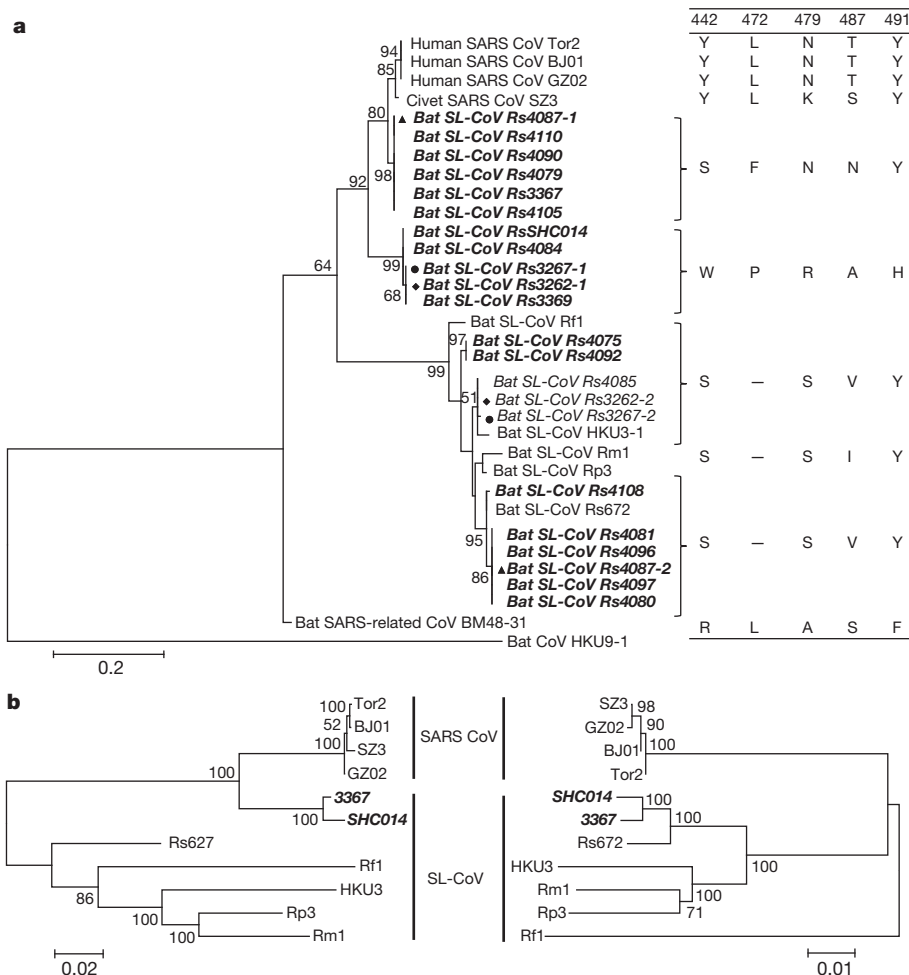 a
442 472 479 487 491
94 Human SARS CoV Tor2 Y L N T Y
85 Human SARS CoV BJ01 Y L N T Y
Human SARS CoV GZ02 Y L N T Y
Civet SARS CoV SZ3 Y L K S Y
80 ▲ Bat SL-CoV Rs4087-1
Bat SL-CoV Rs4110
Bat SL-CoV Rs4090
98 Bat SL-CoV Rs4079 S F N N Y
92 Bat SL-CoV Rs3367
Bat SL-CoV Rs4105
Bat SL-CoV RsSHC014
Bat SL-CoV Rs4084
64 99 ● Bat SL-CoV Rs3267-1 W P R A H
◆ Bat SL-CoV Rs3262-1
68 Bat SL-CoV Rs3369
Bat SL-CoV Rf1
97 Bat SL-CoV Rs4075
99 Bat SL-CoV Rs4092
Bat SL-CoV Rs4085 S – S V Y
51 ◆ Bat SL-CoV Rs3262-2
● Bat SL-CoV Rs3267-2
Bat SL-CoV HKU3-1
Bat SL-CoV Rm1 S – S I Y
Bat SL-CoV Rp3
Bat SL-CoV Rs4108
Bat SL-CoV Rs672
95 Bat SL-CoV Rs4081 S – S V Y
Bat SL-CoV Rs4096
86 ▲ Bat SL-CoV Rs4087-2
Bat SL-CoV Rs4097
Bat SL-CoV Rs4080
Bat SARS-related CoV BM48-31 R L A S F
Bat CoV HKU9-1
0.2
b
100 Tor2
52 BJ01
100 SZ3
GZ02
100
3367
100 SHC014
Rs627
Rf1
86 HKU3
100 Rp3
100 Rm1
0.02
SARS CoV
SL-CoV
SZ3 98
GZ02 90
BJ01 100
Tor2
SHC014 100
3367 100
Rs672
100
HKU3
Rm1 100
Rp3 71
Rf1
0.01